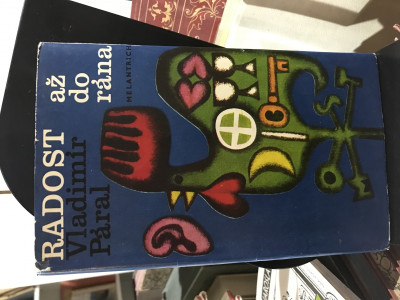 RADOST
až
do
rána
Vladimír
Páral
MELANTRICH